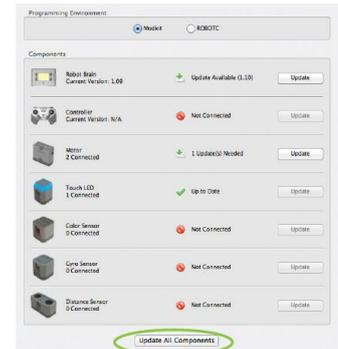 Programming Environment
Modkit ROBOTC
Components
Robot Brain
Current Version: 1.09
Update Available (1.10) Update
Controller
Current Version: N/A
Not Connected Update
Motor
2 Connected
1 Update(s) Needed Update
Touch LED
1 Connected
Up to Date Update
Color Sensor
0 Connected
Not Connected Update
Gyro Sensor
0 Connected
Not Connected Update
Distance Sensor
0 Connected
Not Connected Update
Update All Components